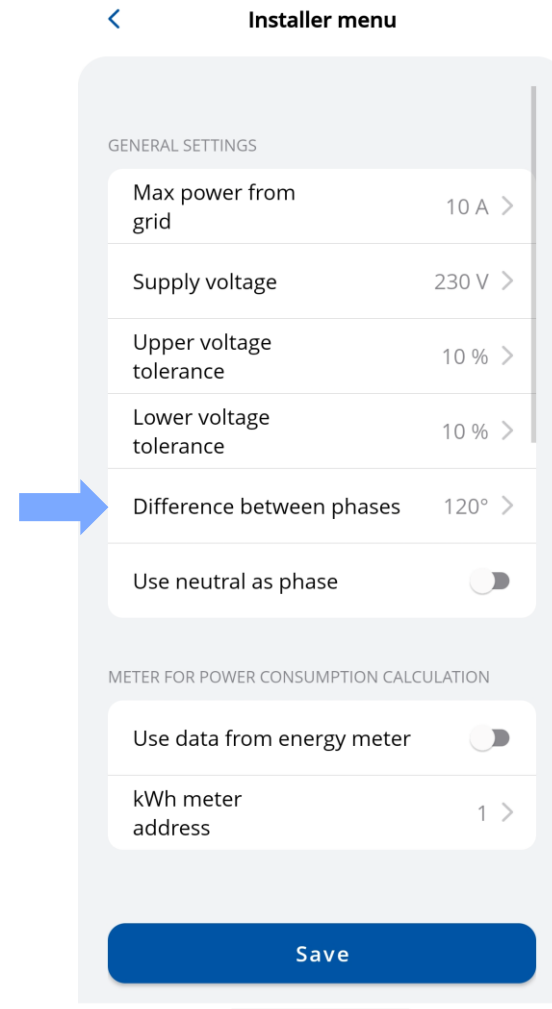 Installer menu
GENERAL SETTINGS
Max power from
grid
10 A
Supply voltage
230 V
Upper voltage
tolerance
10 %
Lower voltage
tolerance
10 %
Difference between phases
120°
Use neutral as phase
METER FOR POWER CONSUMPTION CALCULATION
Use data from energy meter
kWh meter
address
1
Save